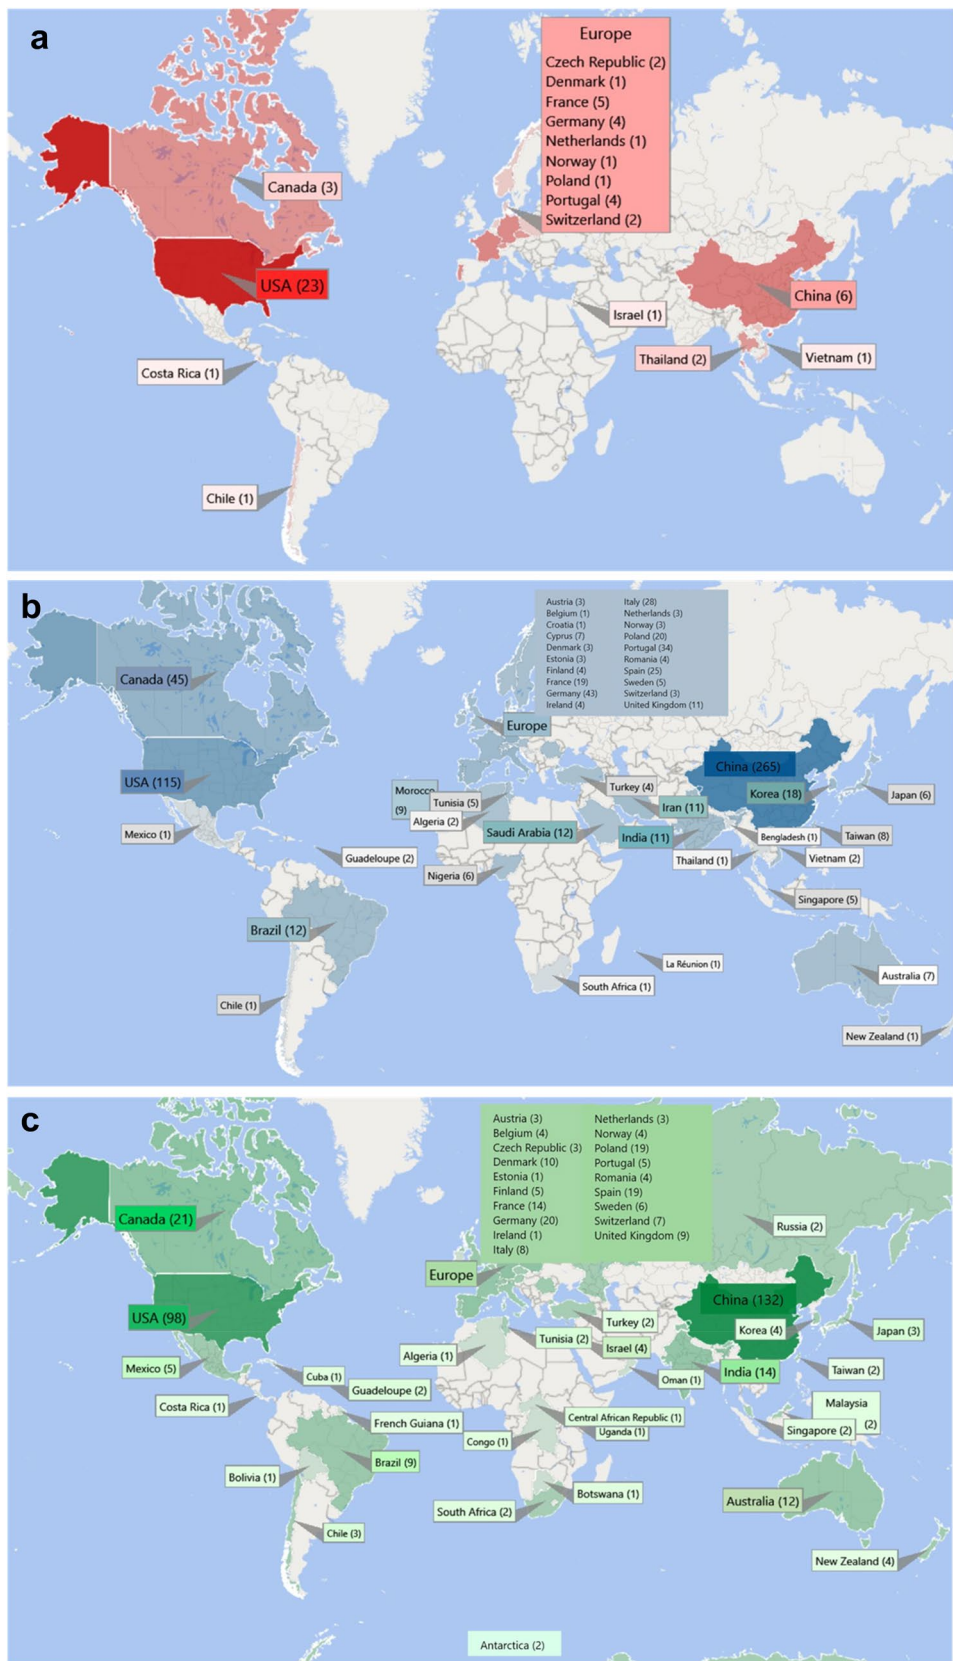 a
Europe
Czech Republic (2)
Denmark (1)
France (5)
Germany (4)
Netherlands (1)
Norway (1)
Poland (1)
Portugal (4)
Switzerland (2)
Canada (3)
USA (23)
China (6)
Israel (1)
Thailand (2)
Vietnam (1)
Costa Rica (1)
Chile (1)
b
Austria (3)
Belgium (1)
Croatia (1)
Cyprus (7)
Denmark (3)
Estonia (3)
Finland (4)
France (19)
Germany (43)
Ireland (4)
Italy (28)
Netherlands (3)
Norway (3)
Poland (20)
Portugal (34)
Romania (4)
Spain (25)
Sweden (5)
Switzerland (3)
United Kingdom (11)
Canada (45)
Europe
China (265)
USA (115)
Turkey (4)
Korea (18)
Japan (6)
Morocco
(9)
Tunisia (5)
Iran (11)
Algeria (2)
Mexico (1)
Saudi Arabia (12)
India (11)
Bangladesh (1)
Taiwan (8)
Guadeloupe (2)
Thailand (1)
Vietnam (2)
Nigeria (6)
Singapore (5)
Brazil (12)
La Réunion (1)
Australia (7)
South Africa (1)
Chile (1)
New Zealand (1)
c
Austria (3)
Belgium (4)
Czech Republic (3)
Denmark (10)
Estonia (1)
Finland (5)
France (14)
Germany (20)
Ireland (1)
Italy (8)
Netherlands (3)
Norway (4)
Poland (19)
Portugal (5)
Romania (4)
Spain (19)
Sweden (6)
Switzerland (7)
United Kingdom (9)
Canada (21)
Russia (2)
Europe
China (132)
USA (98)
Turkey (2)
Korea (4)
Japan (3)
Tunisia (2)
Algeria (1)
Israel (4)
Mexico (5)
Cuba (1)
Oman (1)
India (14)
Taiwan (2)
Guadeloupe (2)
Costa Rica (1)
Malaysia
(2)
French Guiana (1)
Central African Republic (1)
Uganda (1)
Singapore (2)
Congo (1)
Brazil (9)
Bolivia (1)
Botswana (1)
Australia (12)
South Africa (2)
Chile (3)
New Zealand (4)
Antarctica (2)